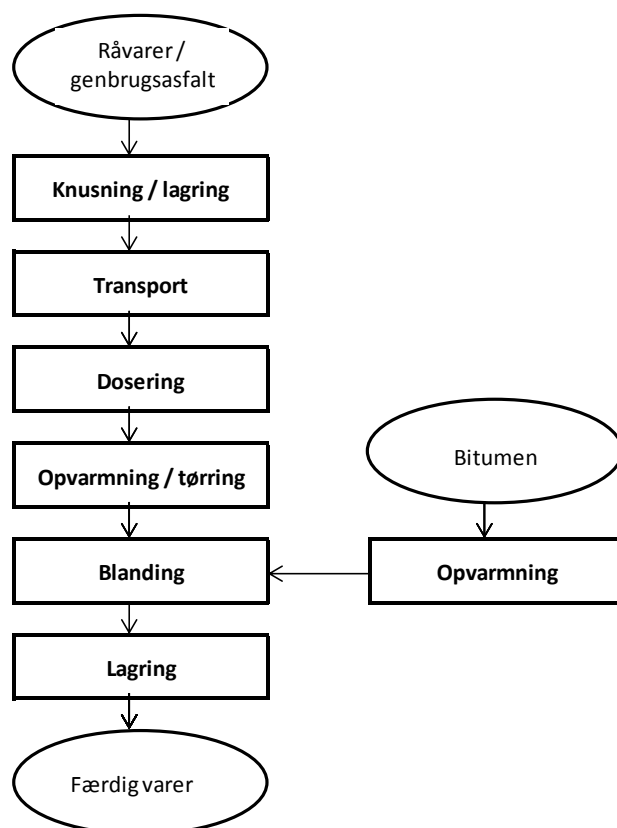 Råvarer /
genbrugsasfalt
Knusning / lagring
Transport
Dosering
Opvarmning / tørring
Bitumen
Blanding
Opvarmning
Lagring
Færdig varer